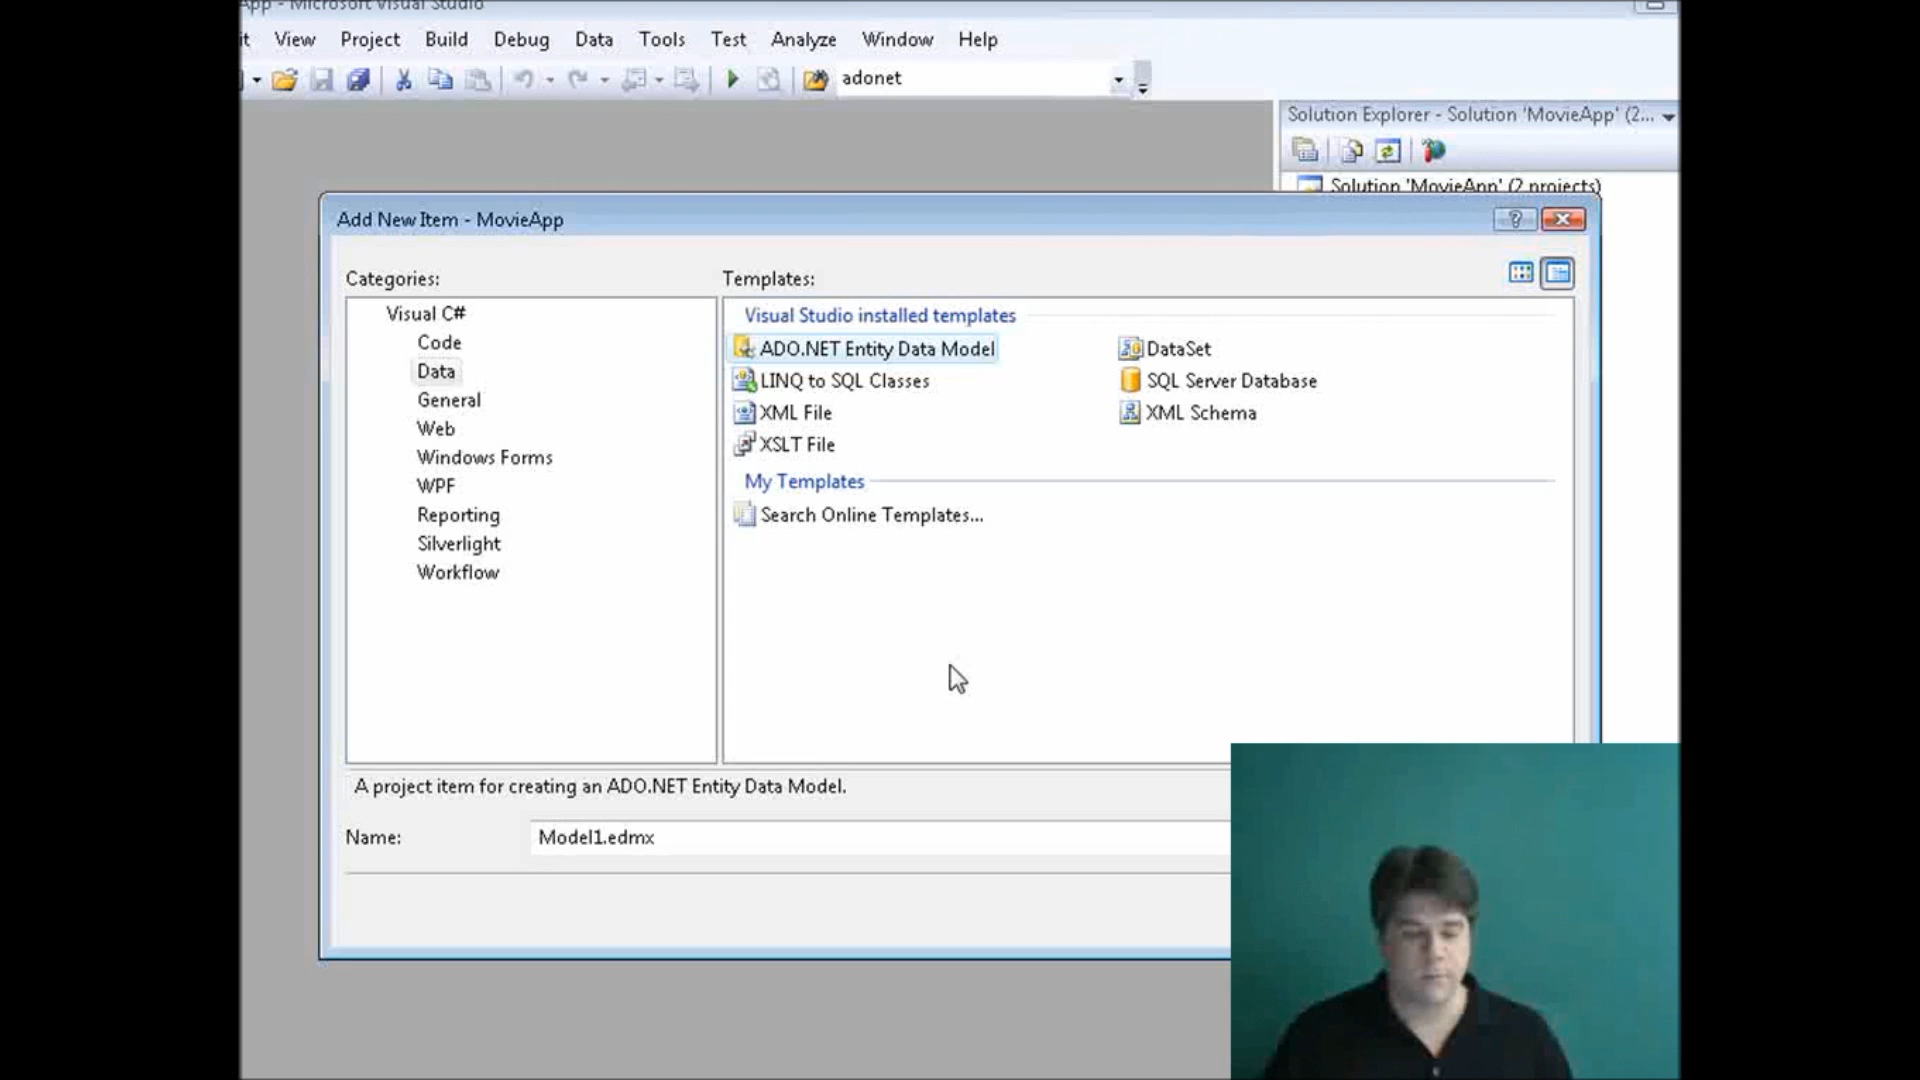 App - Microsoft Visual Studio
it View Project Build Debug Data Tools Test Analyze Window Help
adonet
Solution Explorer - Solution 'MovieApp' (2...
Solution 'MovieApp' (2 projects)
Add New Item - MovieApp
Categories:
Templates:
Visual C#
Code
Data
General
Web
Windows Forms
WPF
Reporting
Silverlight
Workflow
Visual Studio installed templates
ADO.NET Entity Data Model
DataSet
LINQ to SQL Classes
SQL Server Database
XML File
XML Schema
XSLT File
My Templates
Search Online Templates...
A project item for creating an ADO.NET Entity Data Model.
Name:
Model1.edmx